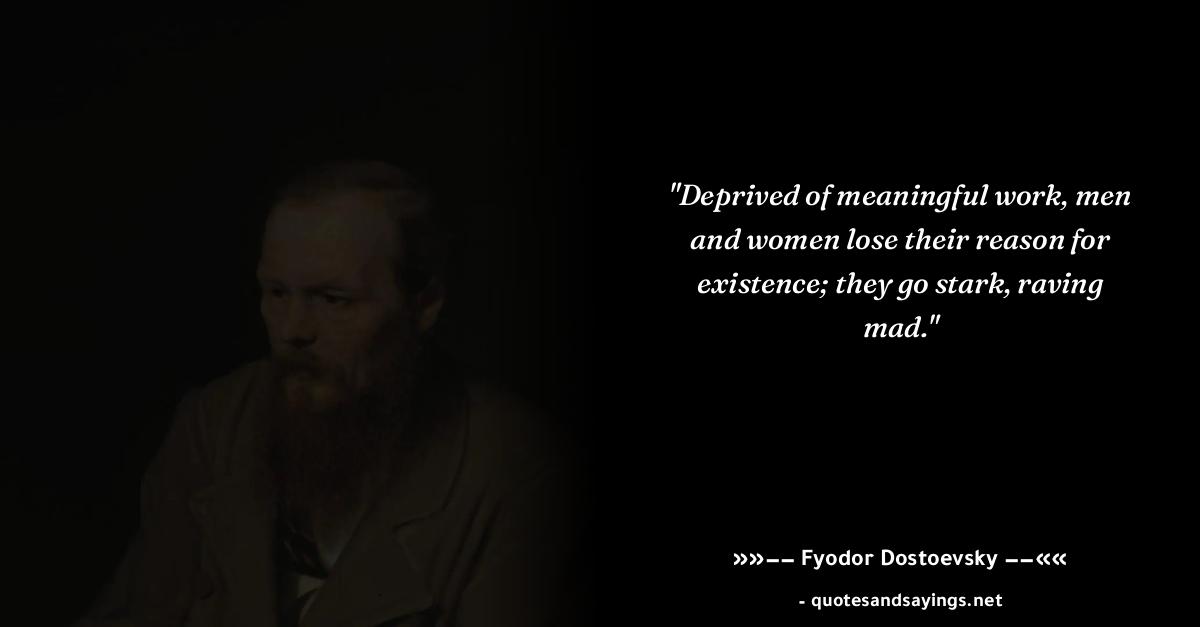 "Deprived of meaningful work, men
and women lose their reason for
existence; they go stark, raving
mad."
»»–– Fyodor Dostoevsky ––««
- quotesandsayings.net